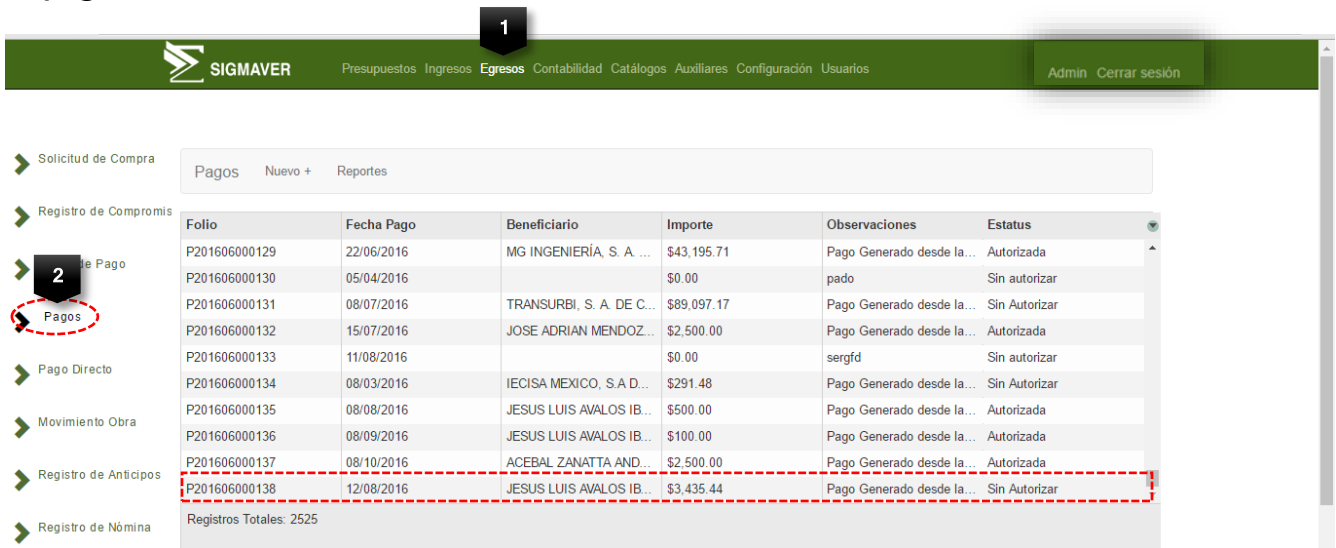 1
SIGMAVER Presupuestos Ingresos Egresos Contabilidad Catálogos Auxiliares Configuración Usuarios Admin Cerrar sesión
Solicitud de Compra
Pagos Nuevo + Reportes
Registro de Compromis
Folio Fecha Pago Beneficiario Importe Observaciones Estatus
P201606000129 22/06/2016 MG INGENIERÍA, S. A. ... $43,195.71 Pago Generado desde la... Autorizada
de Pago
2
P201606000130 05/04/2016 $0.00 pado Sin autorizar
P201606000131 08/07/2016 TRANSURBI, S. A. DE C... $89,097.17 Pago Generado desde la... Sin Autorizar
Pagos
P201606000132 15/07/2016 JOSE ADRIAN MENDOZ... $2,500.00 Pago Generado desde la... Autorizada
P201606000133 11/08/2016 $0.00 sergfd Sin autorizar
Pago Directo
P201606000134 08/03/2016 IECISA MEXICO, S.A D... $291.48 Pago Generado desde la... Sin Autorizar
P201606000135 08/08/2016 JESUS LUIS AVALOS IB... $500.00 Pago Generado desde la... Autorizada
Movimiento Obra
P201606000136 08/09/2016 JESUS LUIS AVALOS IB... $100.00 Pago Generado desde la... Autorizada
P201606000137 08/10/2016 ACEBAL ZANATTA AND... $2,500.00 Pago Generado desde la... Autorizada
Registro de Anticipos
P201606000138 12/08/2016 JESUS LUIS AVALOS IB... $3,435.44 Pago Generado desde la... Sin Autorizar
Registros Totales: 2525
Registro de Nómina